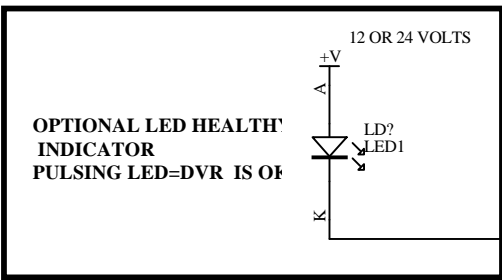 12 OR 24 VOLTS
+V
A
OPTIONAL LED HEALTHY
INDICATOR
PULSING LED=DVR IS OK
LD?
LED1
K